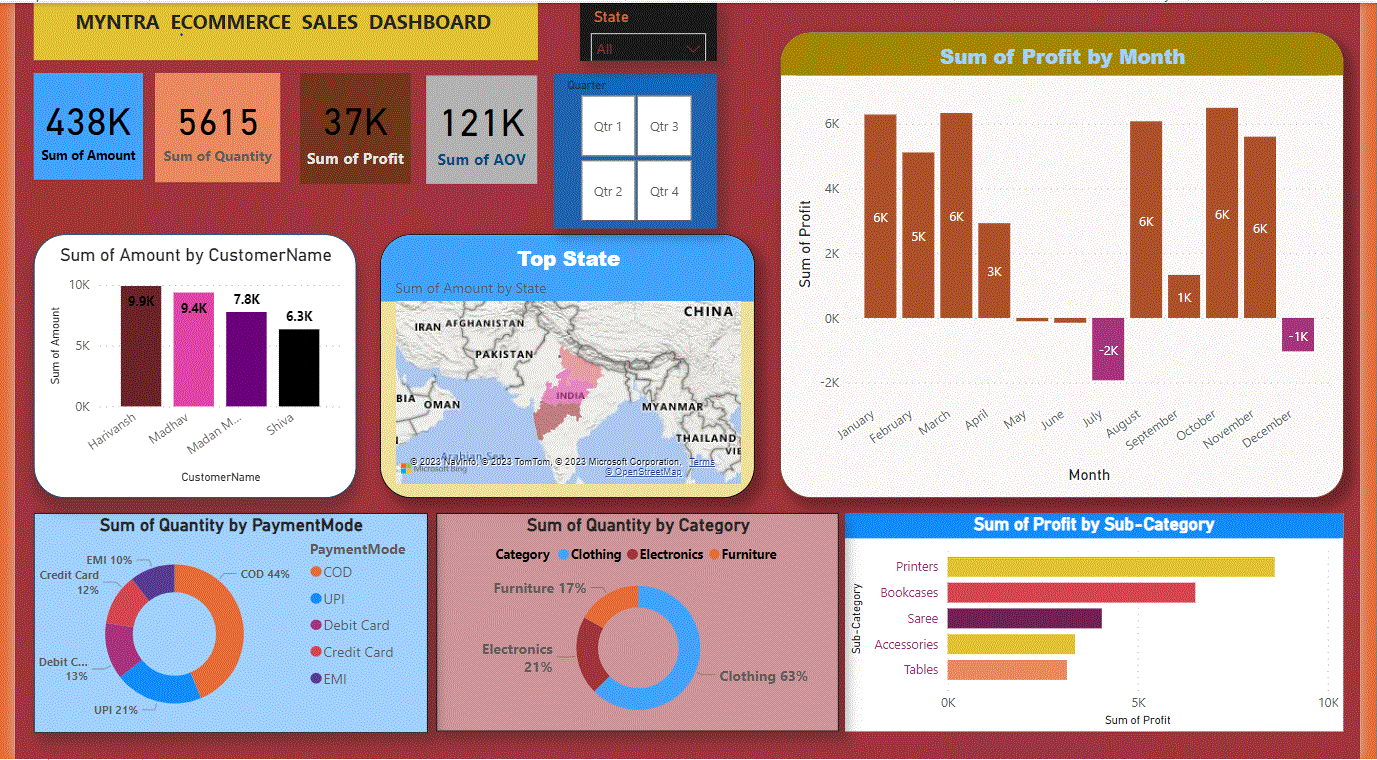 MYNTRA ECOMMERCE SALES DASHBOARD
State
All
438K
Sum of Amount
5615
Sum of Quantity
37K
Sum of Profit
121K
Sum of AOV
Quarter
Qtr 1
Qtr 3
Qtr 2
Qtr 4
Sum of Profit by Month
Sum of Profit
6K
4K
2K
0K
-2K
6K
5K
6K
3K
-2K
6K
1K
6K
6K
-1K
January
February
March
April
May
June
July
August
September
October
November
December
Month
Sum of Amount by CustomerName
Sum of Amount
10K
5K
0K
9.9K
9.4K
7.8K
6.3K
Harivansh
Madhav
Madan M...
Shiva
CustomerName
Top State
Sum of Amount by State
CHINA
IRAN
AFGHANISTAN
PAKISTAN
INDIA
BIA
OMAN
MYANMAR
THAILAND
VIE
Arabian Sea
© 2023 NavInfo, © 2023 TomTom, © 2023 Microsoft Corporation, Terms
Microsoft Bing
© OpenStreetMap
Sum of Quantity by PaymentMode
EMI 10%
Credit Card
12%
Debit C...
13%
UPI 21%
COD 44%
PaymentMode
COD
UPI
Debit Card
Credit Card
EMI
Sum of Quantity by Category
Category Clothing Electronics Furniture
Furniture 17%
Electronics
21%
Clothing 63%
Sum of Profit by Sub-Category
Sub-Category
Printers
Bookcases
Saree
Accessories
Tables
0K
5K
10K
Sum of Profit